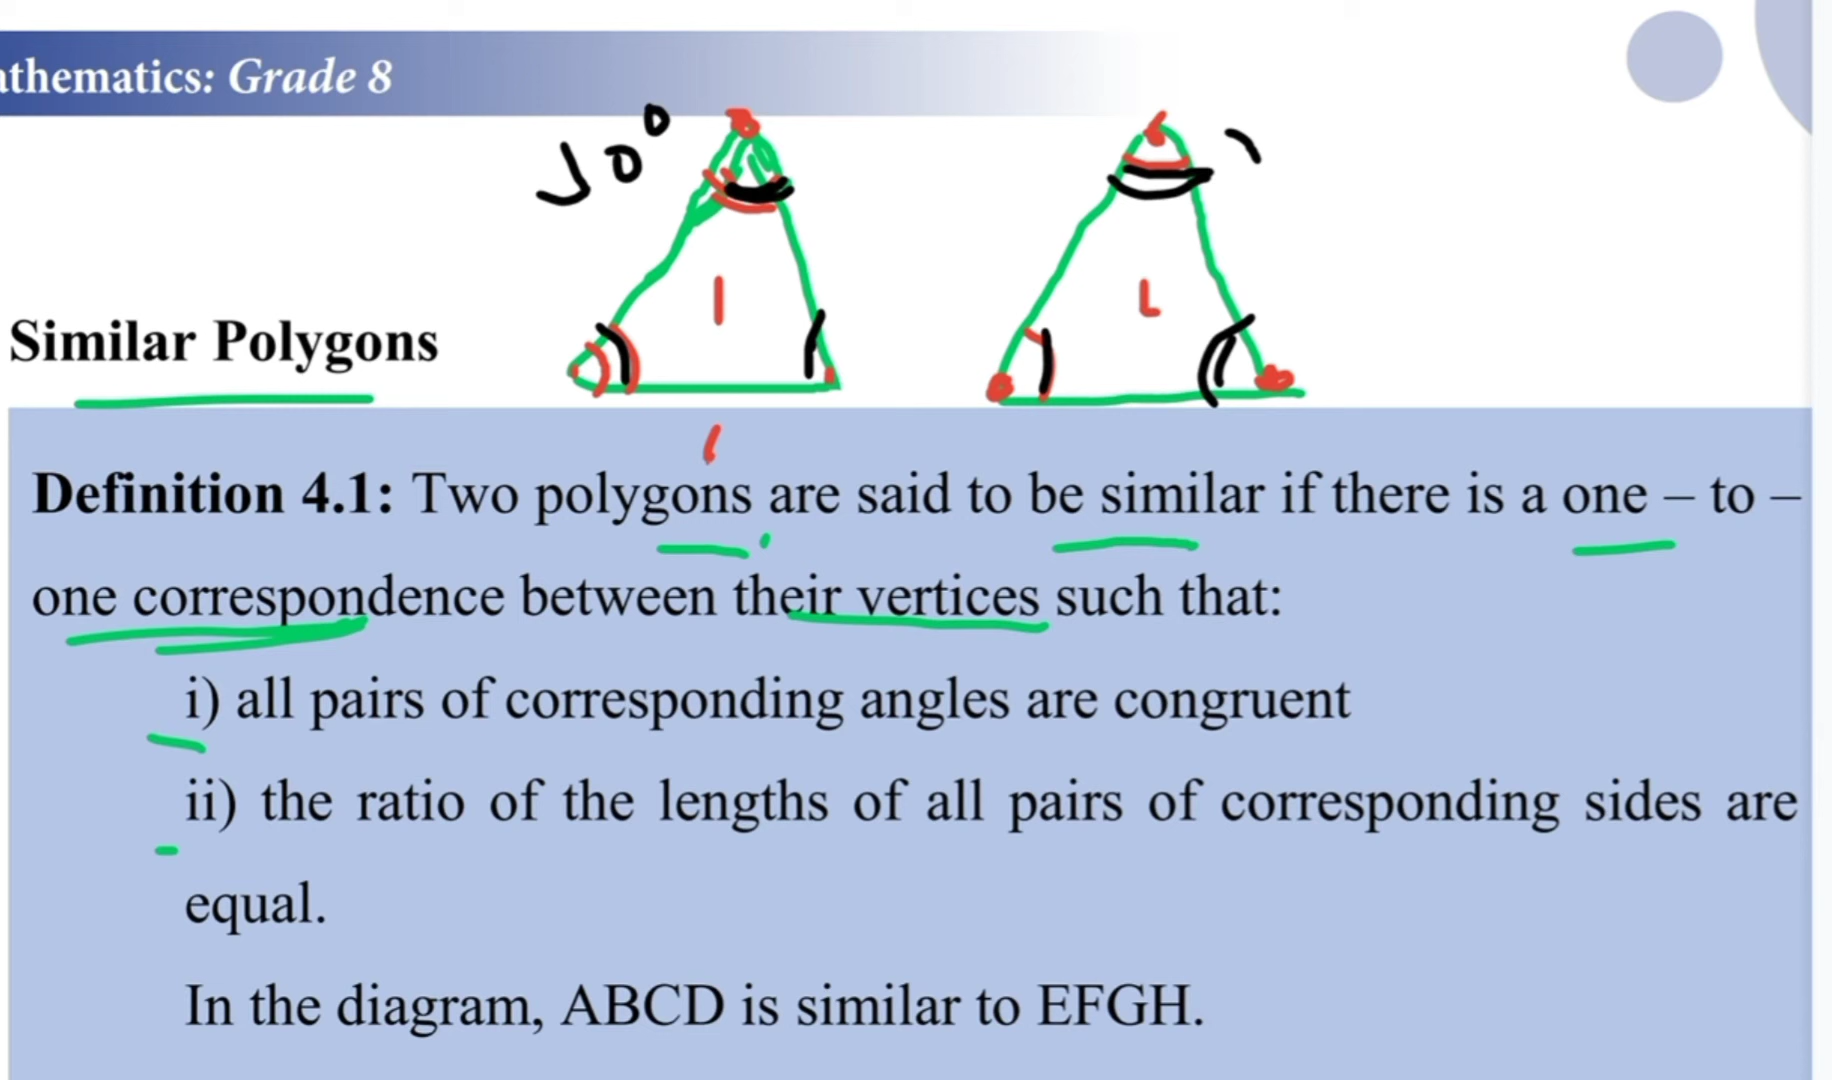 athematics: Grade 8
Similar Polygons
Definition 4.1: Two polygons are said to be similar if there is a one – to –
one correspondence between their vertices such that:
i) all pairs of corresponding angles are congruent
ii) the ratio of the lengths of all pairs of corresponding sides are
equal.
In the diagram, ABCD is similar to EFGH.